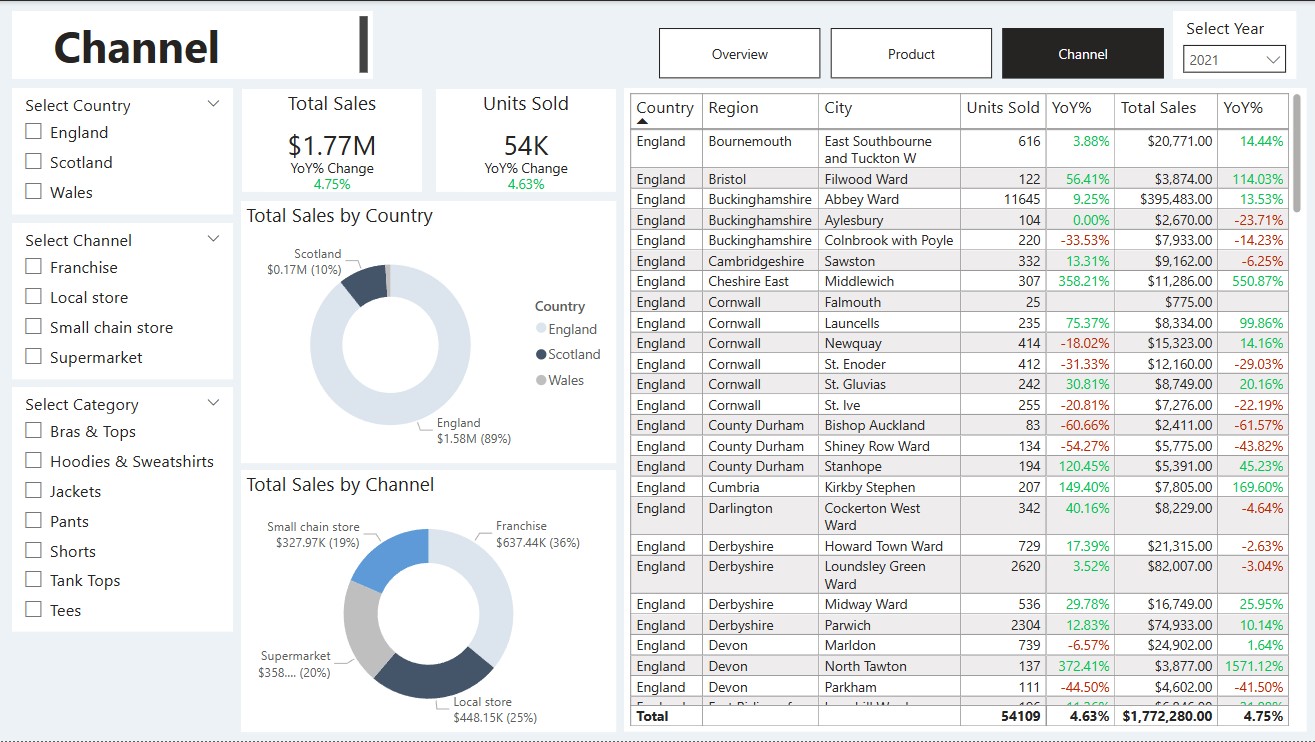 Channel
Overview
Product
Channel
Select Year
2021
Select Country
England
Scotland
Wales
Select Channel
Franchise
Local store
Small chain store
Supermarket
Select Category
Bras & Tops
Hoodies & Sweatshirts
Jackets
Pants
Shorts
Tank Tops
Tees
Total Sales
$1.77M
YoY% Change
4.75%
Units Sold
54K
YoY% Change
4.63%
Total Sales by Country
Scotland
$0.17M (10%)
England
$1.58M (89%)
Country
England
Scotland
Wales
Total Sales by Channel
Small chain store
$327.97K (19%)
Franchise
$637.44K (36%)
Supermarket
$358.... (20%)
Local store
$448.15K (25%)
Country Region City Units Sold YoY% Total Sales YoY%
England Bournemouth East Southbourne 616 3.88% $20,771.00 14.44%
and Tuckton W
England Bristol Filwood Ward 122 56.41% $3,874.00 114.03%
England Buckinghamshire Abbey Ward 11645 9.25% $395,483.00 13.53%
England Buckinghamshire Aylesbury 104 0.00% $2,670.00 -23.71%
England Buckinghamshire Colnbrook with Poyle 220 -33.53% $7,933.00 -14.23%
England Cambridgeshire Sawston 332 13.31% $9,162.00 -6.25%
England Cheshire East Middlewich 307 358.21% $11,286.00 550.87%
England Cornwall Falmouth 25 $775.00
England Cornwall Launcells 235 75.37% $8,334.00 99.86%
England Cornwall Newquay 414 -18.02% $15,323.00 14.16%
England Cornwall St. Enoder 412 -31.33% $12,160.00 -29.03%
England Cornwall St. Gluvias 242 30.81% $8,749.00 20.16%
England Cornwall St. Ive 255 -20.81% $7,276.00 -22.19%
England County Durham Bishop Auckland 83 -60.66% $2,411.00 -61.57%
England County Durham Shiney Row Ward 134 -54.27% $5,775.00 -43.82%
England County Durham Stanhope 194 120.45% $5,391.00 45.23%
England Cumbria Kirkby Stephen 207 149.40% $7,805.00 169.60%
England Darlington Cockerton West 342 40.16% $8,229.00 -4.64%
Ward
England Derbyshire Howard Town Ward 729 17.39% $21,315.00 -2.63%
England Derbyshire Loundsley Green 2620 3.52% $82,007.00 -3.04%
Ward
England Derbyshire Midway Ward 536 29.78% $16,749.00 25.95%
England Derbyshire Parwich 2304 12.83% $74,933.00 10.14%
England Devon Marldon 739 -6.57% $24,902.00 1.64%
England Devon North Tawton 137 372.41% $3,877.00 1571.12%
England Devon Parkham 111 -44.50% $4,602.00 -41.50%
Total 54109 4.63% $1,772,280.00 4.75%